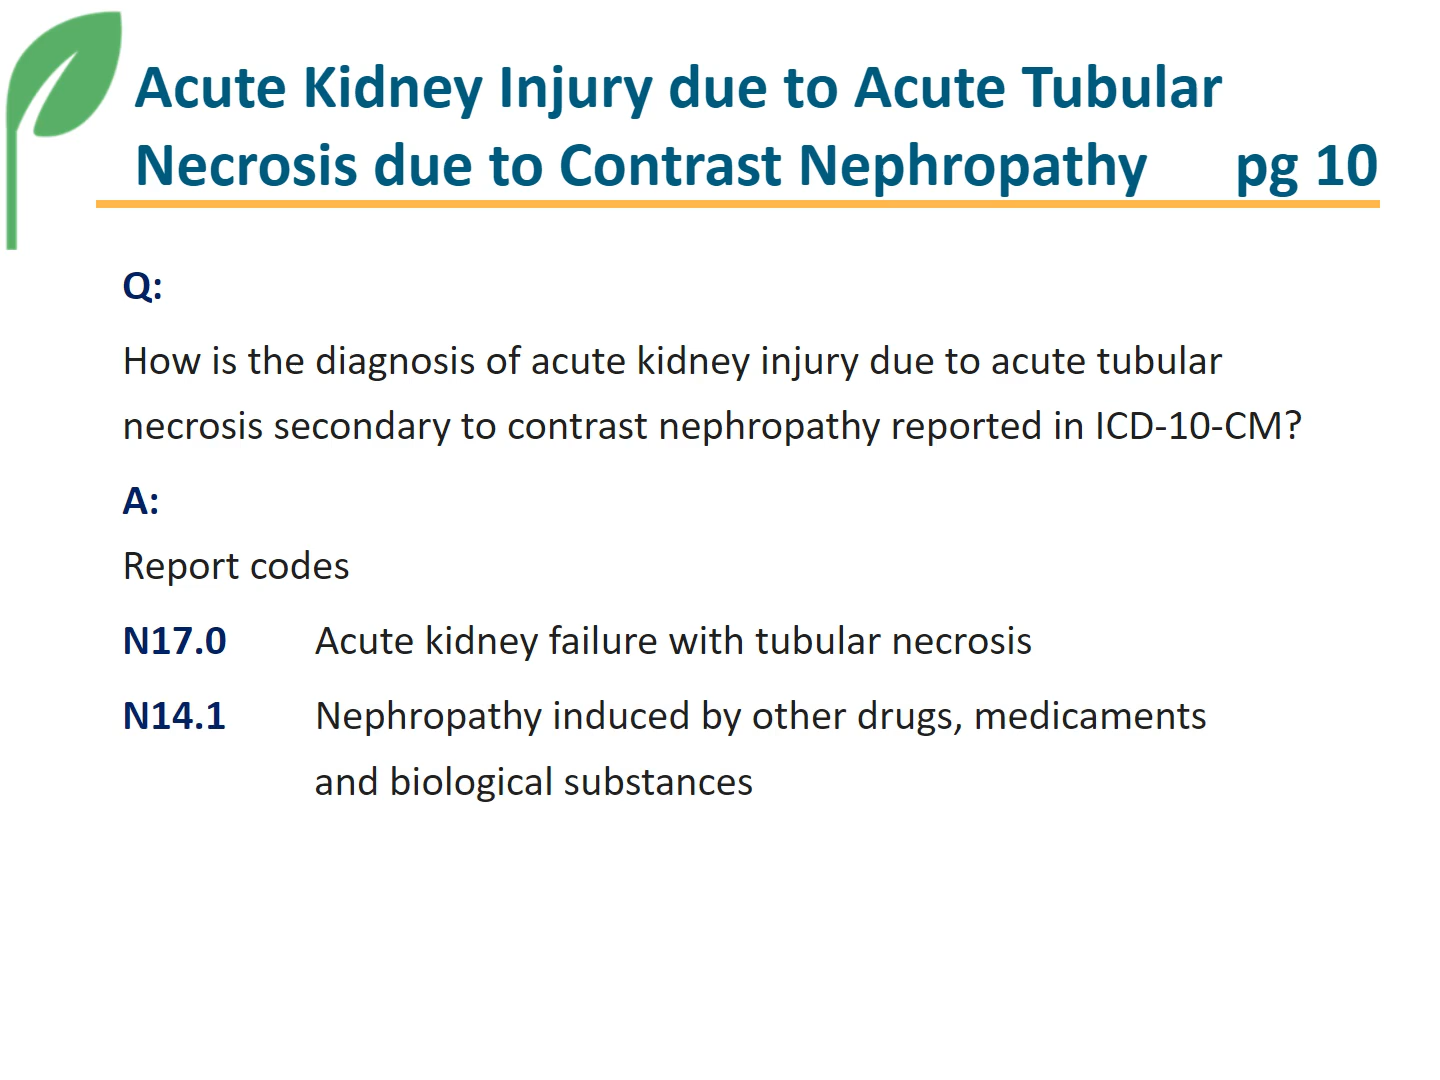 Acute Kidney Injury due to Acute Tubular
Necrosis due to Contrast Nephropathy pg 10
Q:
How is the diagnosis of acute kidney injury due to acute tubular
necrosis secondary to contrast nephropathy reported in ICD-10-CM?
A:
Report codes
N17.0 Acute kidney failure with tubular necrosis
N14.1 Nephropathy induced by other drugs, medicaments
and biological substances